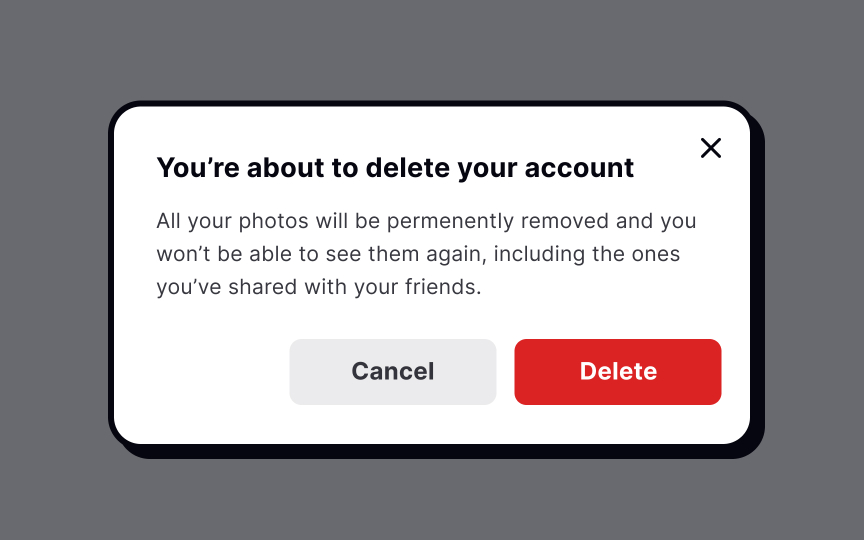 You’re about to delete your account
All your photos will be permenently removed and you
won’t be able to see them again, including the ones
you’ve shared with your friends.
Cancel Delete